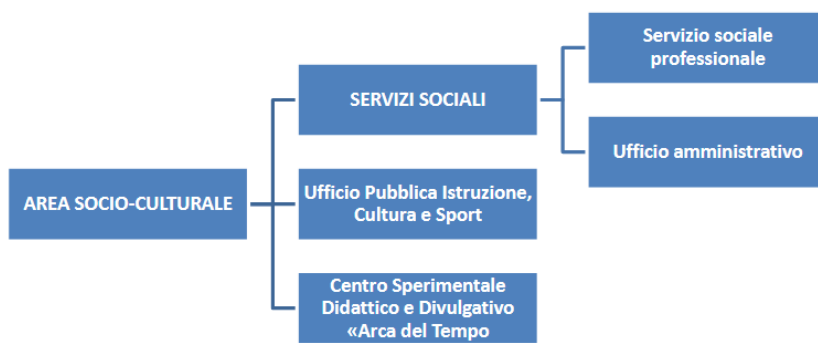 AREA SOCIO-CULTURALE
SERVIZI SOCIALI
Servizio sociale
professionale
Ufficio amministrativo
Ufficio Pubblica Istruzione,
Cultura e Sport
Centro Sperimentale
Didattico e Divulgativo
«Arca del Tempo